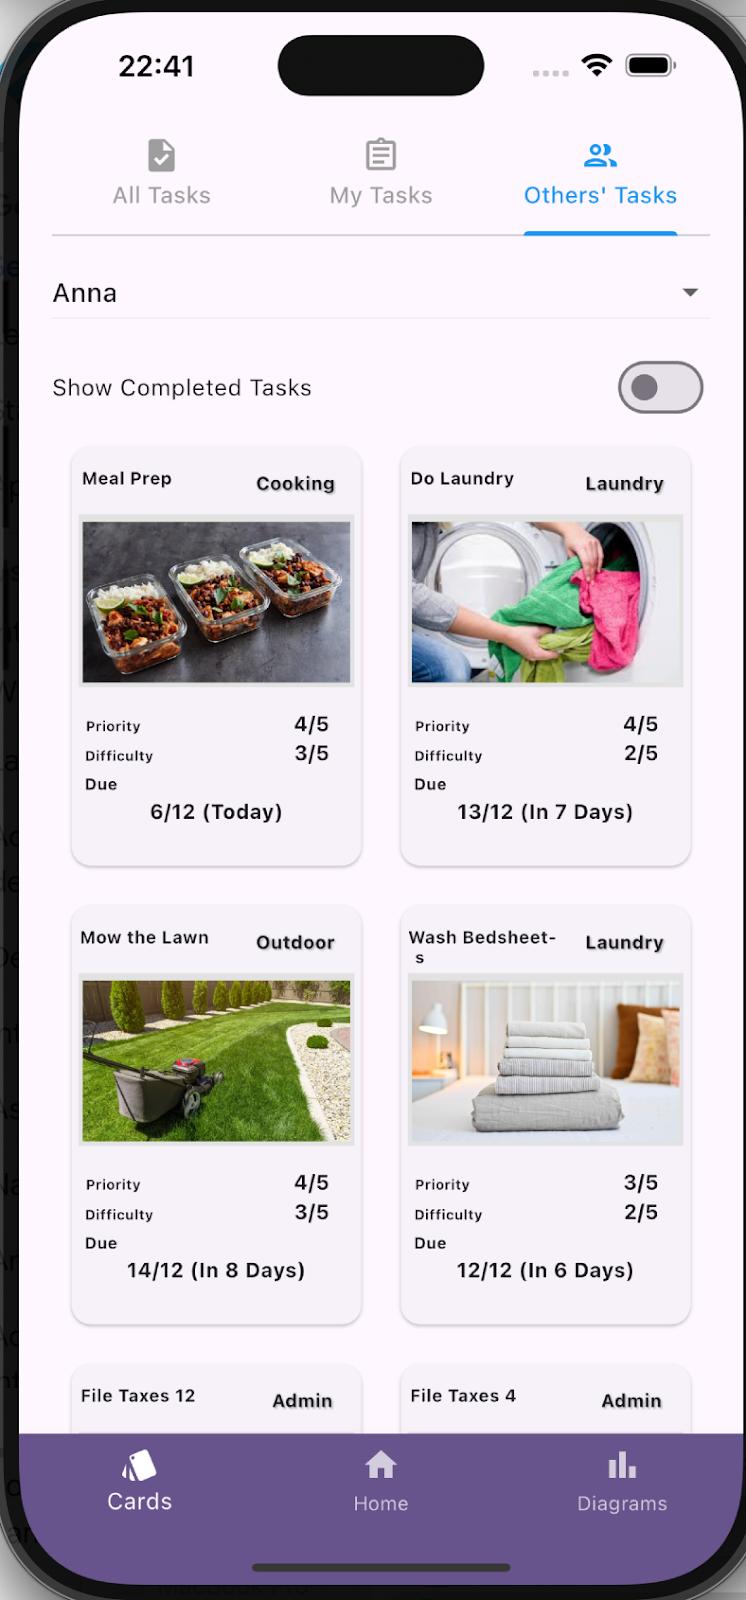 22:41
All Tasks
My Tasks
Others' Tasks
Anna
Show Completed Tasks
Meal Prep
Cooking
Priority 4/5
Difficulty 3/5
Due
6/12 (Today)
Do Laundry
Laundry
Priority 4/5
Difficulty 2/5
Due
13/12 (In 7 Days)
Mow the Lawn
Outdoor
Priority 4/5
Difficulty 3/5
Due
14/12 (In 8 Days)
Wash Bedsheet-
s
Laundry
Priority 3/5
Difficulty 2/5
Due
12/12 (In 6 Days)
File Taxes 12
Admin
File Taxes 4
Admin
Cards
Home
Diagrams